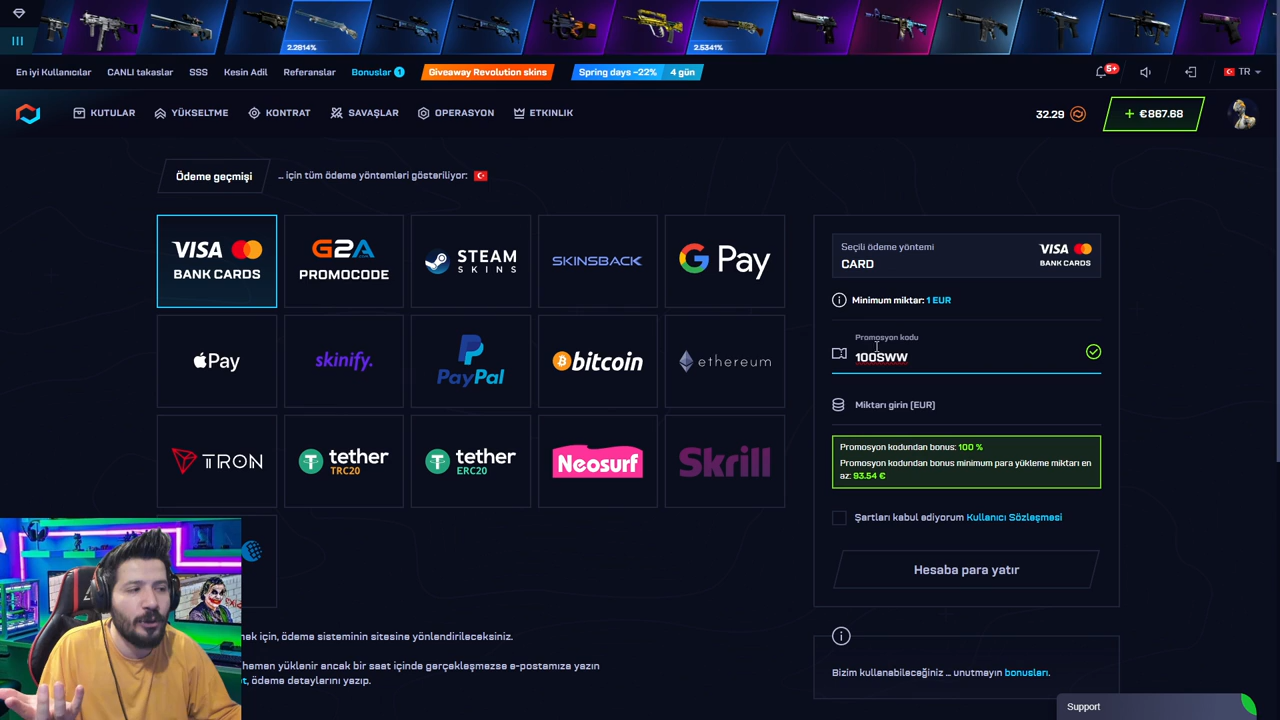 2.2814%
2.5341%
En iyi Kullanıcılar
CANLI takaslar
SSS
Kesin Adil
Referanslar
Bonuslar 1
Giveaway Revolution skins
Spring days −22% 4 gün
5+
TR
KUTULAR
YÜKSELTME
KONTRAT
SAVAŞLAR
OPERASYON
ETKINLIK
32.29
+ €867.68
Ödeme geçmişi
... için tüm ödeme yöntemleri gösteriliyor:
VISA
BANK CARDS
G2A
PROMOCODE
STEAM
SKINS
SKINSBACK
G Pay
Pay
skinify.
PayPal
bitcoin
ethereum
TRON
tether
TRC20
tether
ERC20
Neosurf
Skrill
Seçili ödeme yöntemi
CARD
VISA
BANK CARDS
Minimum miktar: 1 EUR
Promosyon kodu
100SWW
Miktarı girin (EUR)
Promosyon kodundan bonus: 100 %
Promosyon kodundan bonus minimum para yükleme miktarı en
az: 93.54 €
Şartları kabul ediyorum Kullanıcı Sözleşmesi
Hesaba para yatır
Bizim kullanabileceğiniz ... unutmayın bonusları.
için, ödeme sisteminin sitesine yönlendirileceksiniz.
hemen yüklenir ancak bir saat içinde gerçekleşmezse e-postamıza yazın
ödeme detaylarını yazıp.
Support